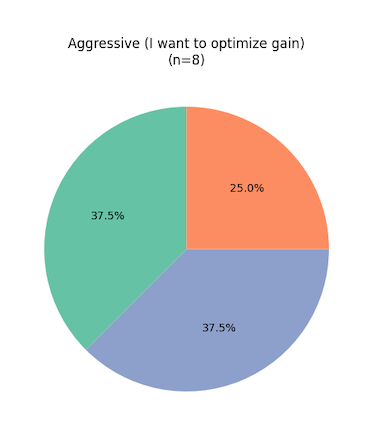 Aggressive (I want to optimize gain)
(n=8)
25.0%
37.5%
37.5%